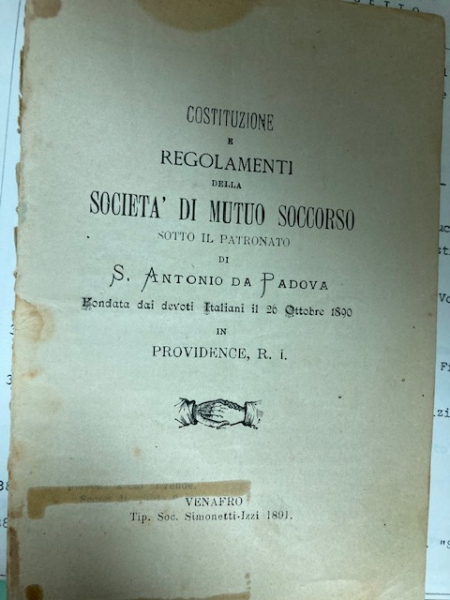 COSTITUZIONE
E
REGOLAMENTI
DELLA
SOCIETA' DI MUTUO SOCCORSO
SOTTO IL PATRONATO
DI
S. ANTONIO DA PADOVA
Fondata dai devoti Italiani il 26 Ottobre 1890
IN
PROVIDENCE, R. I.
VENAFRO
Tip. Soc. Simonetti-Izzi 1891.